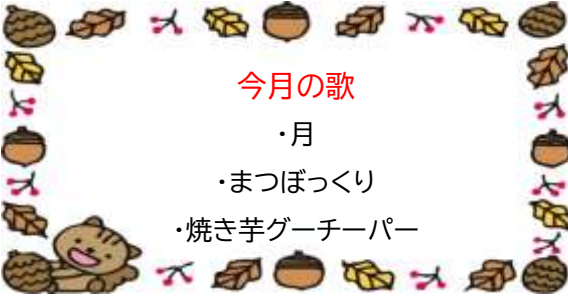 今月の歌
・月
・まつぼっくり
・焼き芋グーチーパー